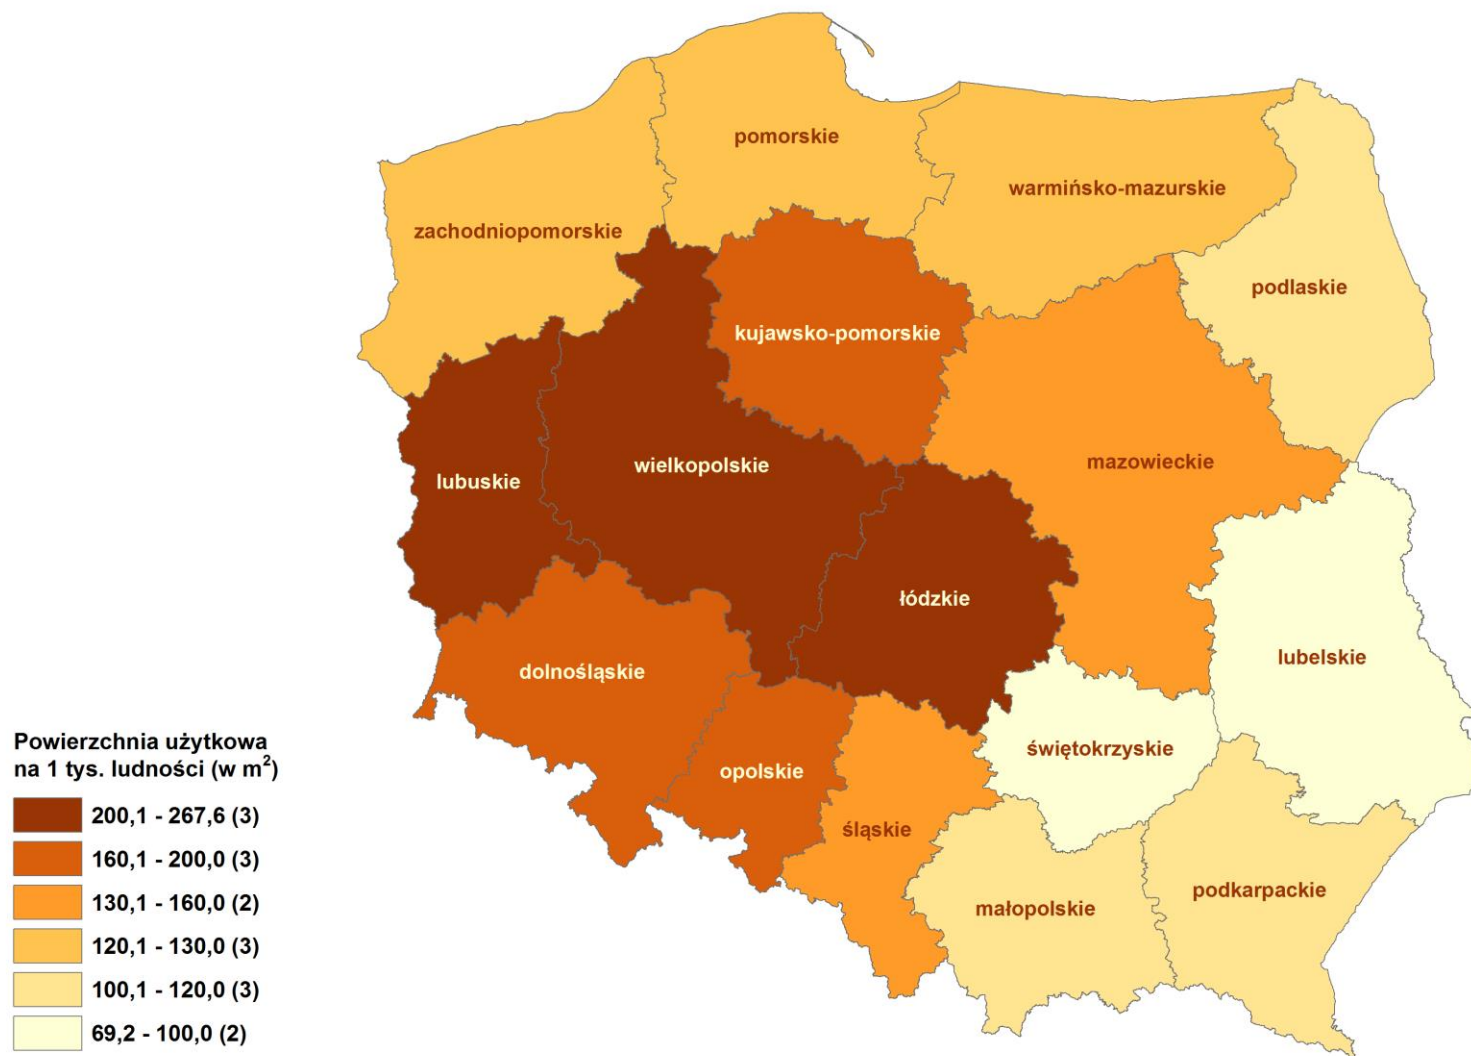 pomorskie
warmińsko-mazurskie
zachodniopomorskie
podlaskie
kujawsko-pomorskie
mazowieckie
wielkopolskie
lubuskie
łódzkie
lubelskie
dolnośląskie
świętokrzyskie
opolskie
śląskie
podkarpackie
małopolskie
Powierzchnia użytkowa
na 1 tys. ludności (w m²)
200,1 - 267,6 (3)
160,1 - 200,0 (3)
130,1 - 160,0 (2)
120,1 - 130,0 (3)
100,1 - 120,0 (3)
69,2 - 100,0 (2)